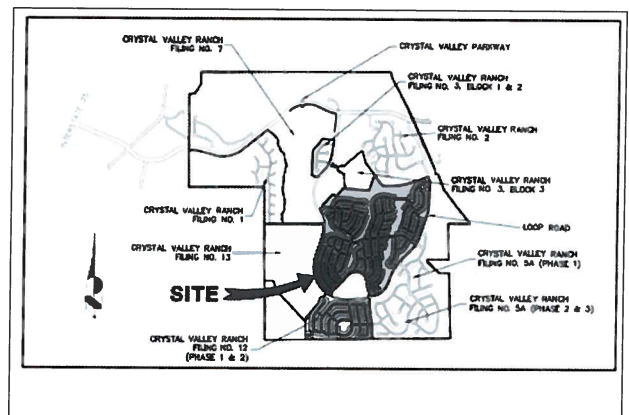 CRYSTAL VALLEY RANCH
FILING NO. 7
CRYSTAL VALLEY PARKWAY
CRYSTAL VALLEY RANCH
FILING NO. 3, BLOCK 1 & 2
INTERSTATE 25
CRYSTAL VALLEY RANCH
FILING NO. 2
CRYSTAL VALLEY RANCH
FILING NO. 3, BLOCK 3
CRYSTAL VALLEY RANCH
FILING NO. 1
LOOP ROAD
CRYSTAL VALLEY RANCH
FILING NO. 13
CRYSTAL VALLEY RANCH
FILING NO. 5A (PHASE 1)
SITE
CRYSTAL VALLEY RANCH
FILING NO. 5A (PHASE 2 & 3)
CRYSTAL VALLEY RANCH
FILING NO. 12
(PHASE 1 & 2)